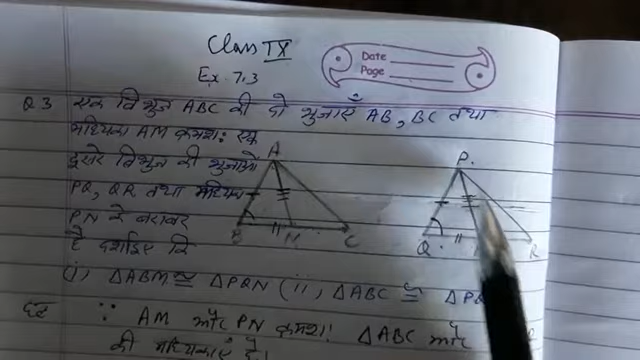 Class IX
Date
Page
Ex. 7.3
Q3 एक त्रिभुज ABC की दो भुजाएँ AB, BC तथा
माध्यिका AM क्रमशः एक
दूसरे त्रिभुज की भुजाओं
PQ, QR तथा माध्यिका
PN के बराबर
है दर्शाइए कि
A
B M C
P.
Q. R
(i) ΔABM ≅ ΔPQN (ii) ΔABC ≅ ΔPQ
हल ∵ AM और PN क्रमशः ΔABC और
की माध्यिकाएँ हैं।